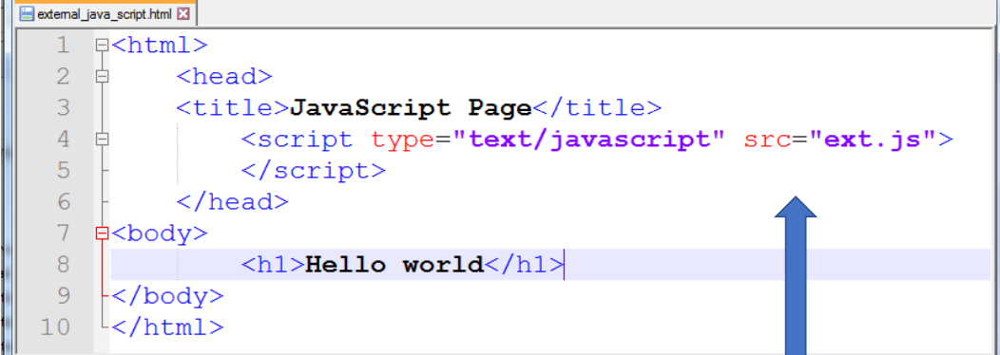 external_java_script.html
1 <html>
2 <head>
3 <title>JavaScript Page</title>
4 <script type="text/javascript" src="ext.js">
5 </script>
6 </head>
7 <body>
8 <h1>Hello world</h1>
9 </body>
10 </html>